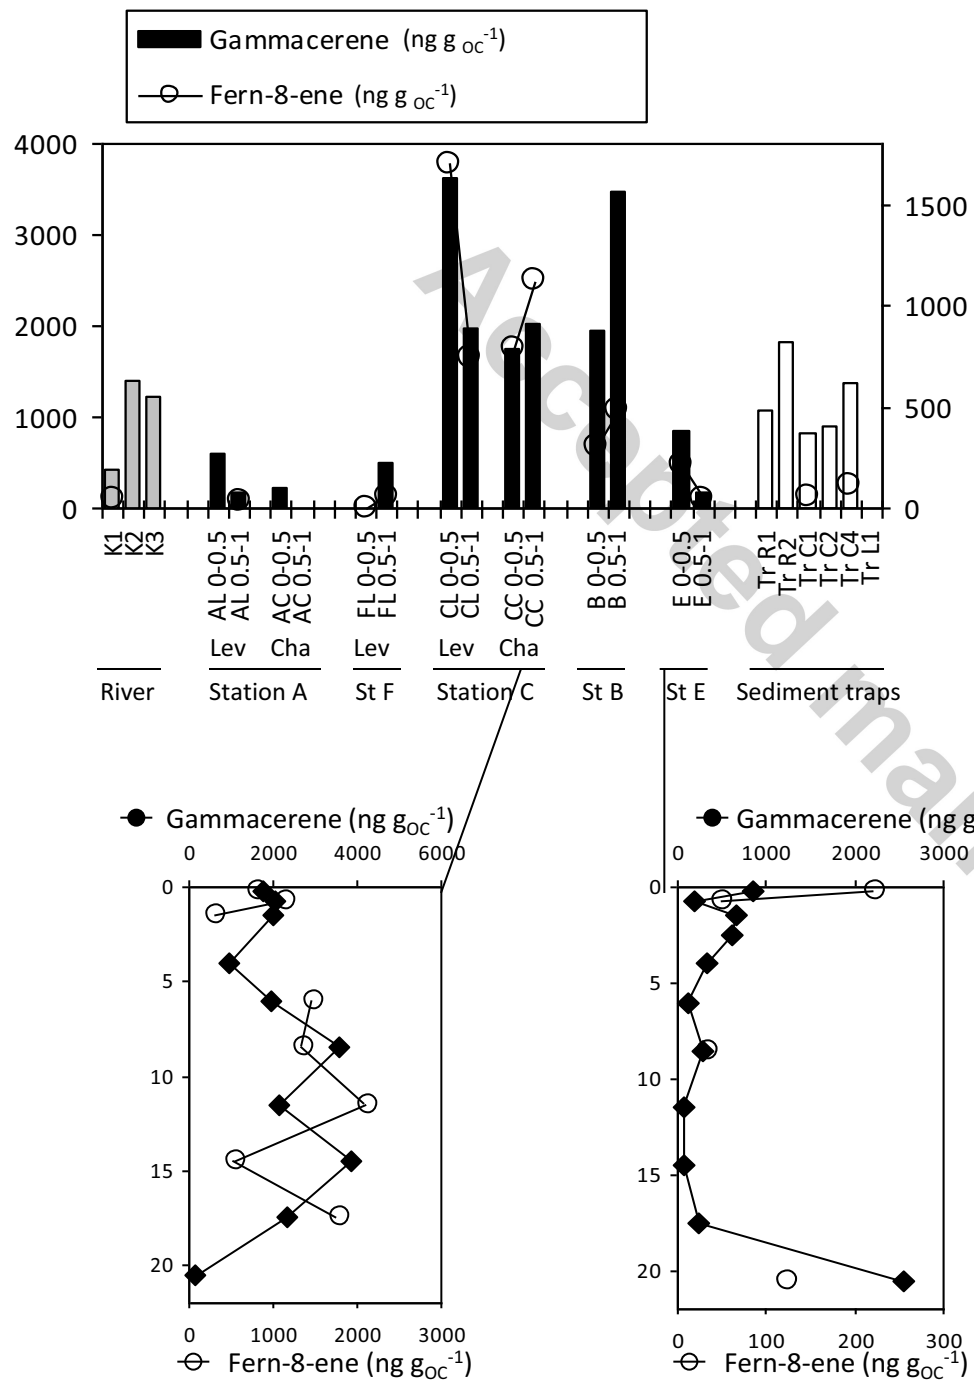 Gammacerene (ng g OC-1)
Fern-8-ene (ng g OC-1)
4000
3000
2000
1000
0
1500
1000
500
0
K1
K2
K3
AL 0-0.5
AL 0.5-1
AC 0-0.5
AC 0.5-1
FL 0-0.5
FL 0.5-1
CL 0-0.5
CL 0.5-1
CC 0-0.5
CC 0.5-1
B 0-0.5
B 0.5-1
E 0-0.5
E 0.5-1
Tr R1
Tr R2
Tr C1
Tr C2
Tr C4
Tr L1
Lev Cha Lev Lev Cha
River Station A St F Station C St B St E Sediment traps
Accepted man
Gammacerene (ng gOC-1)
0 2000 4000 6000
0
5
10
15
20
0 1000 2000 3000
Fern-8-ene (ng gOC-1)
Gammacerene (ng g
0 1000 2000 3000
0
5
10
15
20
0 100 200 300
Fern-8-ene (ng gOC-1)